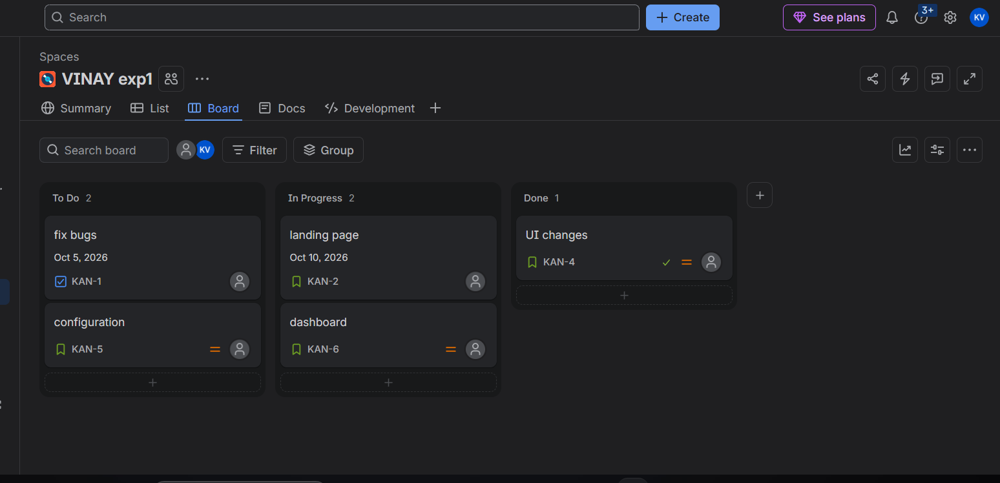 Search
Create
See plans
3+
KV
Spaces
VINAY exp1
Summary
List
Board
Docs
Development
Search board
KV
Filter
Group
To Do 2
fix bugs
Oct 5, 2026
KAN-1
configuration
KAN-5
In Progress 2
landing page
Oct 10, 2026
KAN-2
dashboard
KAN-6
Done 1
UI changes
KAN-4